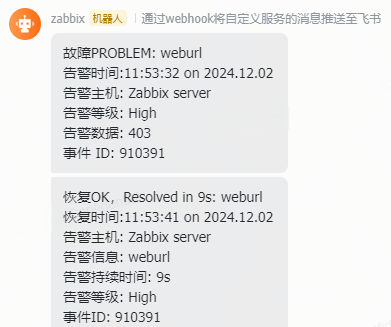 zabbix 机器人 | 通过webhook将自定义服务的消息推送至飞书
故障PROBLEM: weburl
告警时间:11:53:32 on 2024.12.02
告警主机: Zabbix server
告警等级: High
告警数据: 403
事件 ID: 910391
恢复OK，Resolved in 9s: weburl
恢复时间:11:53:41 on 2024.12.02
告警主机: Zabbix server
告警信息: weburl
告警持续时间: 9s
告警等级: High
事件ID: 910391